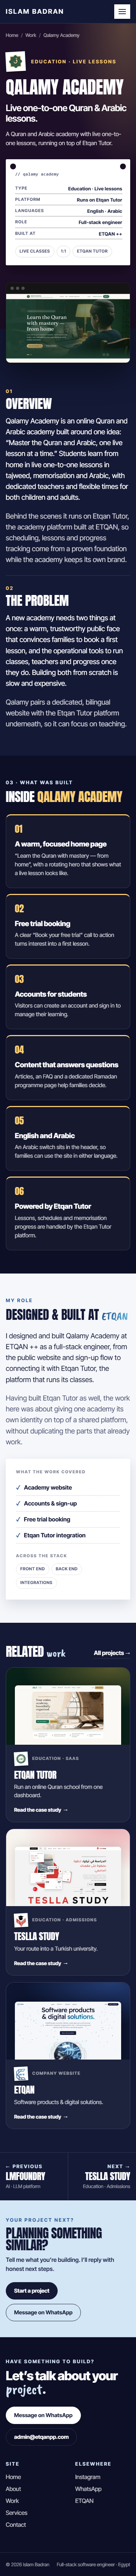 ISLAM BADRAN
Home / Work / Qalamy Academy
EDUCATION · LIVE LESSONS
QALAMY ACADEMY
Live one-to-one Quran & Arabic
lessons.
A Quran and Arabic academy with live one-to-one
lessons, running on top of Etqan Tutor.
// qalamy academy
TYPE Education · Live lessons
PLATFORM Runs on Etqan Tutor
LANGUAGES English · Arabic
ROLE Full-stack engineer
BUILT AT ETQAN ++
LIVE CLASSES 1:1 ETQAN TUTOR
Learn the Quran
with mastery —
from home
01
OVERVIEW
Qalamy Academy is an online Quran and
Arabic academy built around one idea:
“Master the Quran and Arabic, one live
lesson at a time.” Students learn from
home in live one-to-one lessons in
tajweed, memorisation and Arabic, with
dedicated teachers and flexible times for
both children and adults.
Behind the scenes it runs on Etqan Tutor,
the academy platform built at ETQAN, so
scheduling, lessons and progress
tracking come from a proven foundation
while the academy keeps its own brand.
02
THE PROBLEM
A new academy needs two things at
once: a warm, trustworthy public face
that convinces families to book a first
lesson, and the operational tools to run
classes, teachers and progress once
they do. Building both from scratch is
slow and expensive.
Qalamy pairs a dedicated, bilingual
website with the Etqan Tutor platform
underneath, so it can focus on teaching.
03 · WHAT WAS BUILT
INSIDE QALAMY ACADEMY
01
A warm, focused home page
“Learn the Quran with mastery — from
home”, with a rotating hero that shows what
a live lesson looks like.
02
Free trial booking
A clear “Book your free trial” call to action
turns interest into a first lesson.
03
Accounts for students
Visitors can create an account and sign in to
manage their learning.
04
Content that answers questions
Articles, an FAQ and a dedicated Ramadan
programme page help families decide.
05
English and Arabic
An Arabic switch sits in the header, so
families can use the site in either language.
06
Powered by Etqan Tutor
Lessons, schedules and memorisation
progress are handled by the Etqan Tutor
platform.
MY ROLE
DESIGNED & BUILT AT ETQAN
I designed and built Qalamy Academy at
ETQAN ++ as a full-stack engineer, from
the public website and sign-up flow to
connecting it with Etqan Tutor, the
platform that runs its classes.
Having built Etqan Tutor as well, the work
here was about giving one academy its
own identity on top of a shared platform,
without duplicating the parts that already
work.
WHAT THE WORK COVERED
✓ Academy website
✓ Accounts & sign-up
✓ Free trial booking
✓ Etqan Tutor integration
ACROSS THE STACK
FRONT END BACK END
INTEGRATIONS
RELATED work
All projects →
EDUCATION · SAAS
ETQAN TUTOR
Run an online Quran school from one
dashboard.
Read the case study →
TESLLA STUDY
EDUCATION · ADMISSIONS
TESLLA STUDY
Your route into a Turkish university.
Read the case study →
Software products
& digital solutions.
COMPANY WEBSITE
ETQAN
Software products & digital solutions.
Read the case study →
← PREVIOUS
LMFOUNDRY
AI · LLM platform
NEXT →
TESLLA STUDY
Education · Admissions
YOUR PROJECT NEXT?
PLANNING SOMETHING
SIMILAR?
Tell me what you're building. I'll reply with
honest next steps.
Start a project
Message on WhatsApp
HAVE SOMETHING TO BUILD?
Let's talk about your
project.
Message on WhatsApp
admin@etqanpp.com
SITE
Home
About
Work
Services
Contact
ELSEWHERE
Instagram
WhatsApp
ETQAN
© 2026 Islam Badran
Full-stack software engineer · Egypt